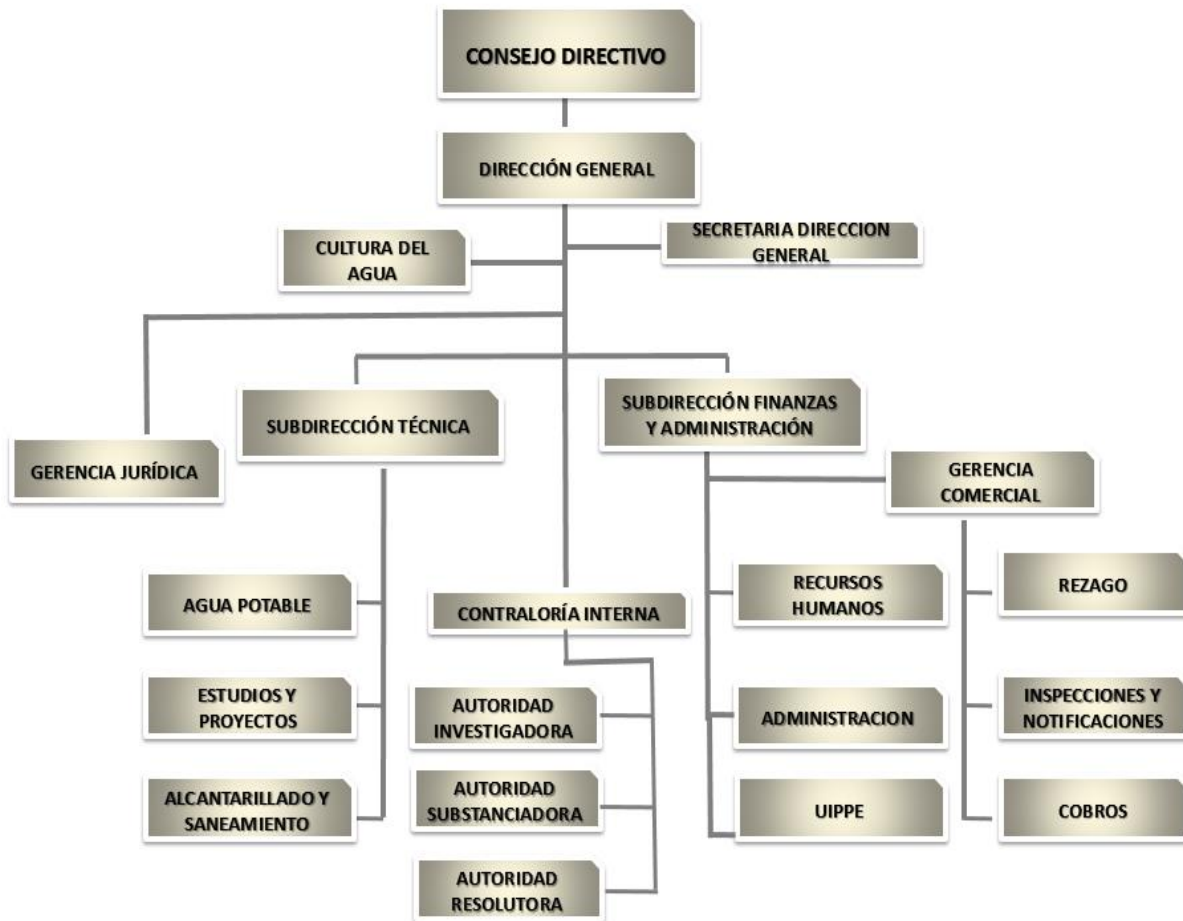 CONSEJO DIRECTIVO
DIRECCIÓN GENERAL
CULTURA DEL
AGUA
SECRETARIA DIRECCION
GENERAL
SUBDIRECCIÓN TÉCNICA
SUBDIRECCIÓN FINANZAS
Y ADMINISTRACIÓN
GERENCIA JURÍDICA
GERENCIA
COMERCIAL
AGUA POTABLE
CONTRALORÍA INTERNA
RECURSOS
HUMANOS
REZAGO
ESTUDIOS Y
PROYECTOS
AUTORIDAD
INVESTIGADORA
ADMINISTRACION
INSPECCIONES Y
NOTIFICACIONES
ALCANTARILLADO Y
SANEAMIENTO
AUTORIDAD
SUBSTANCIADORA
UIPPE
COBROS
AUTORIDAD
RESOLUTORA